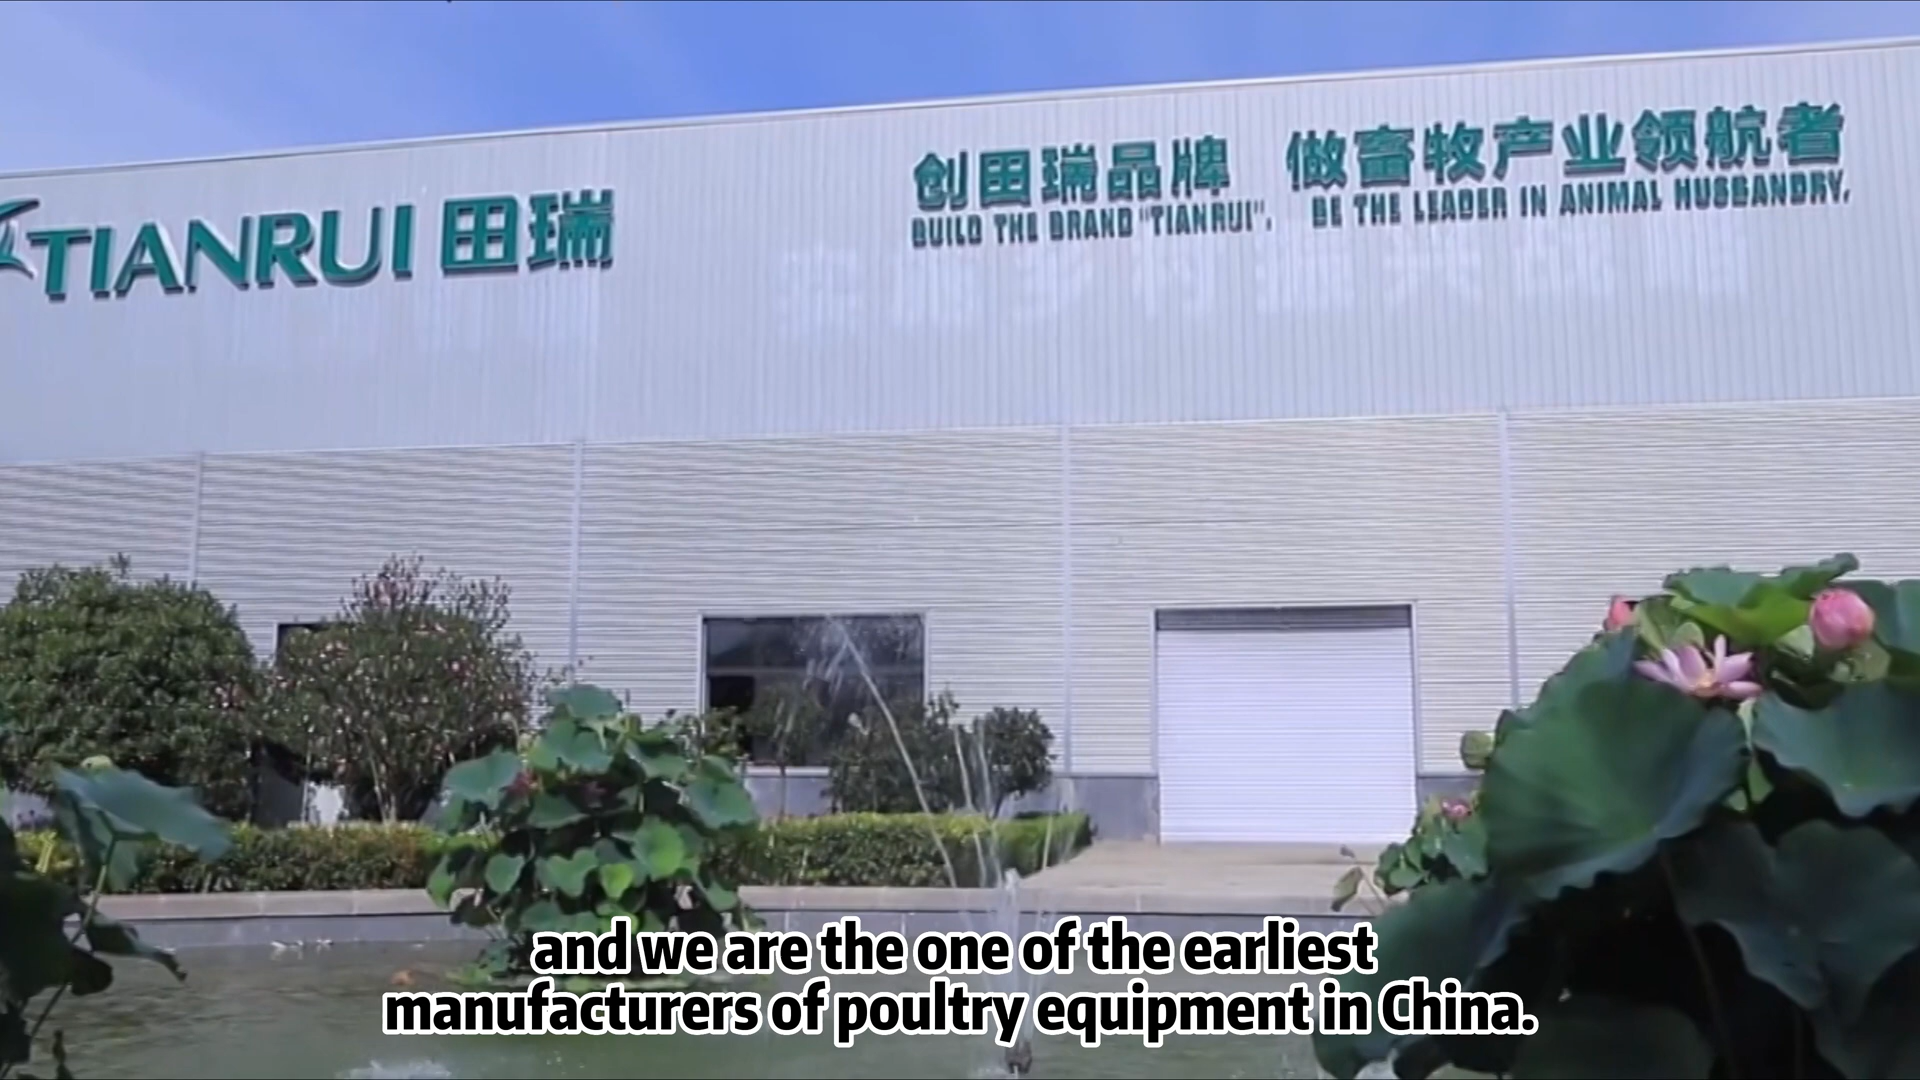 TIANRUI 田瑞
创田瑞品牌 做畜牧产业领航者
BUILD THE BRAND "TIANRUI", BE THE LEADER IN ANIMAL HUSBANDRY.
and we are the one of the earliest
manufacturers of poultry equipment in China.